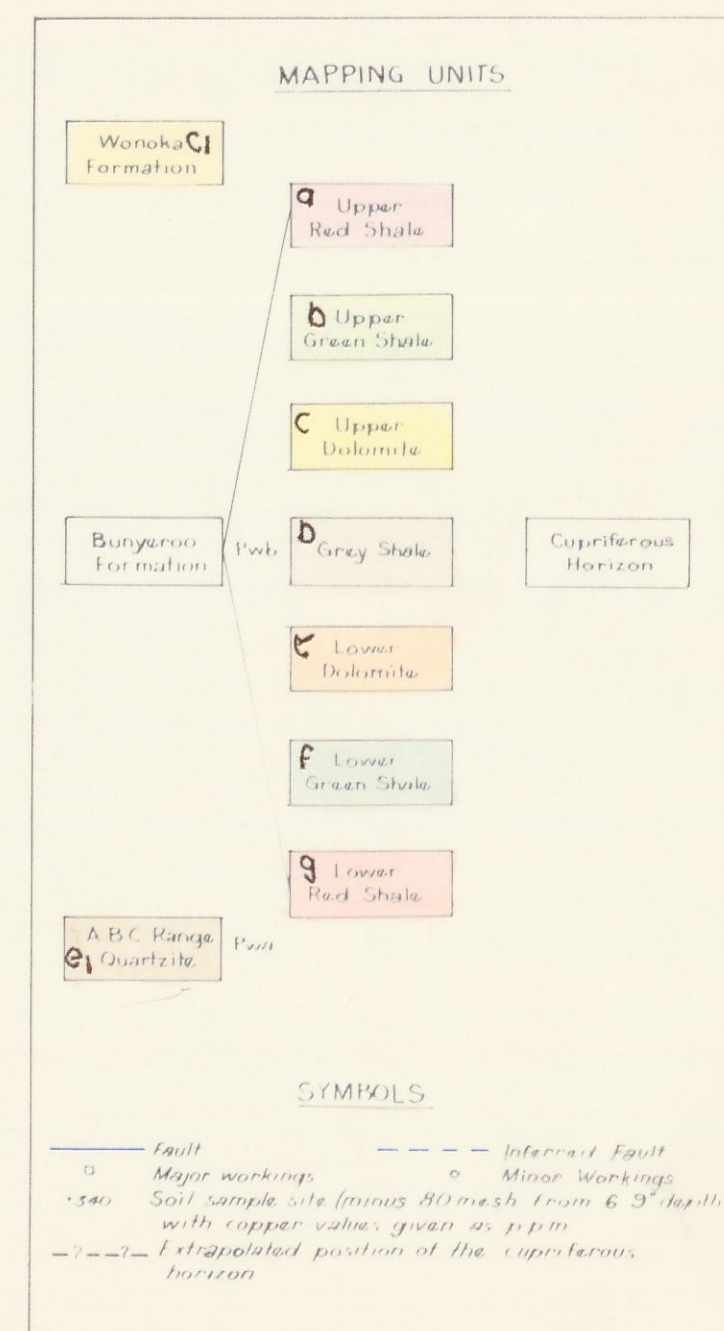 MAPPING UNITS
Wonoka C1
Formation
a Upper
Red Shale
b Upper
Green Shale
C Upper
Dolomite
Bunyeroo
Formation
Pwb
D Grey Shale
Cupriferous
Horizon
Lower
Dolomite
f Lower
Green Shale
g Lower
Red Shale
A B C Range
e1 Quartzite
Pwa
SYMBOLS
Fault
Inferred Fault
Major workings
Minor Workings
·340 Soil sample site (minus 80 mesh from 6 9" depth
with copper values given as ppm
—?——?— Extrapolated position of the cupriferous
horizon